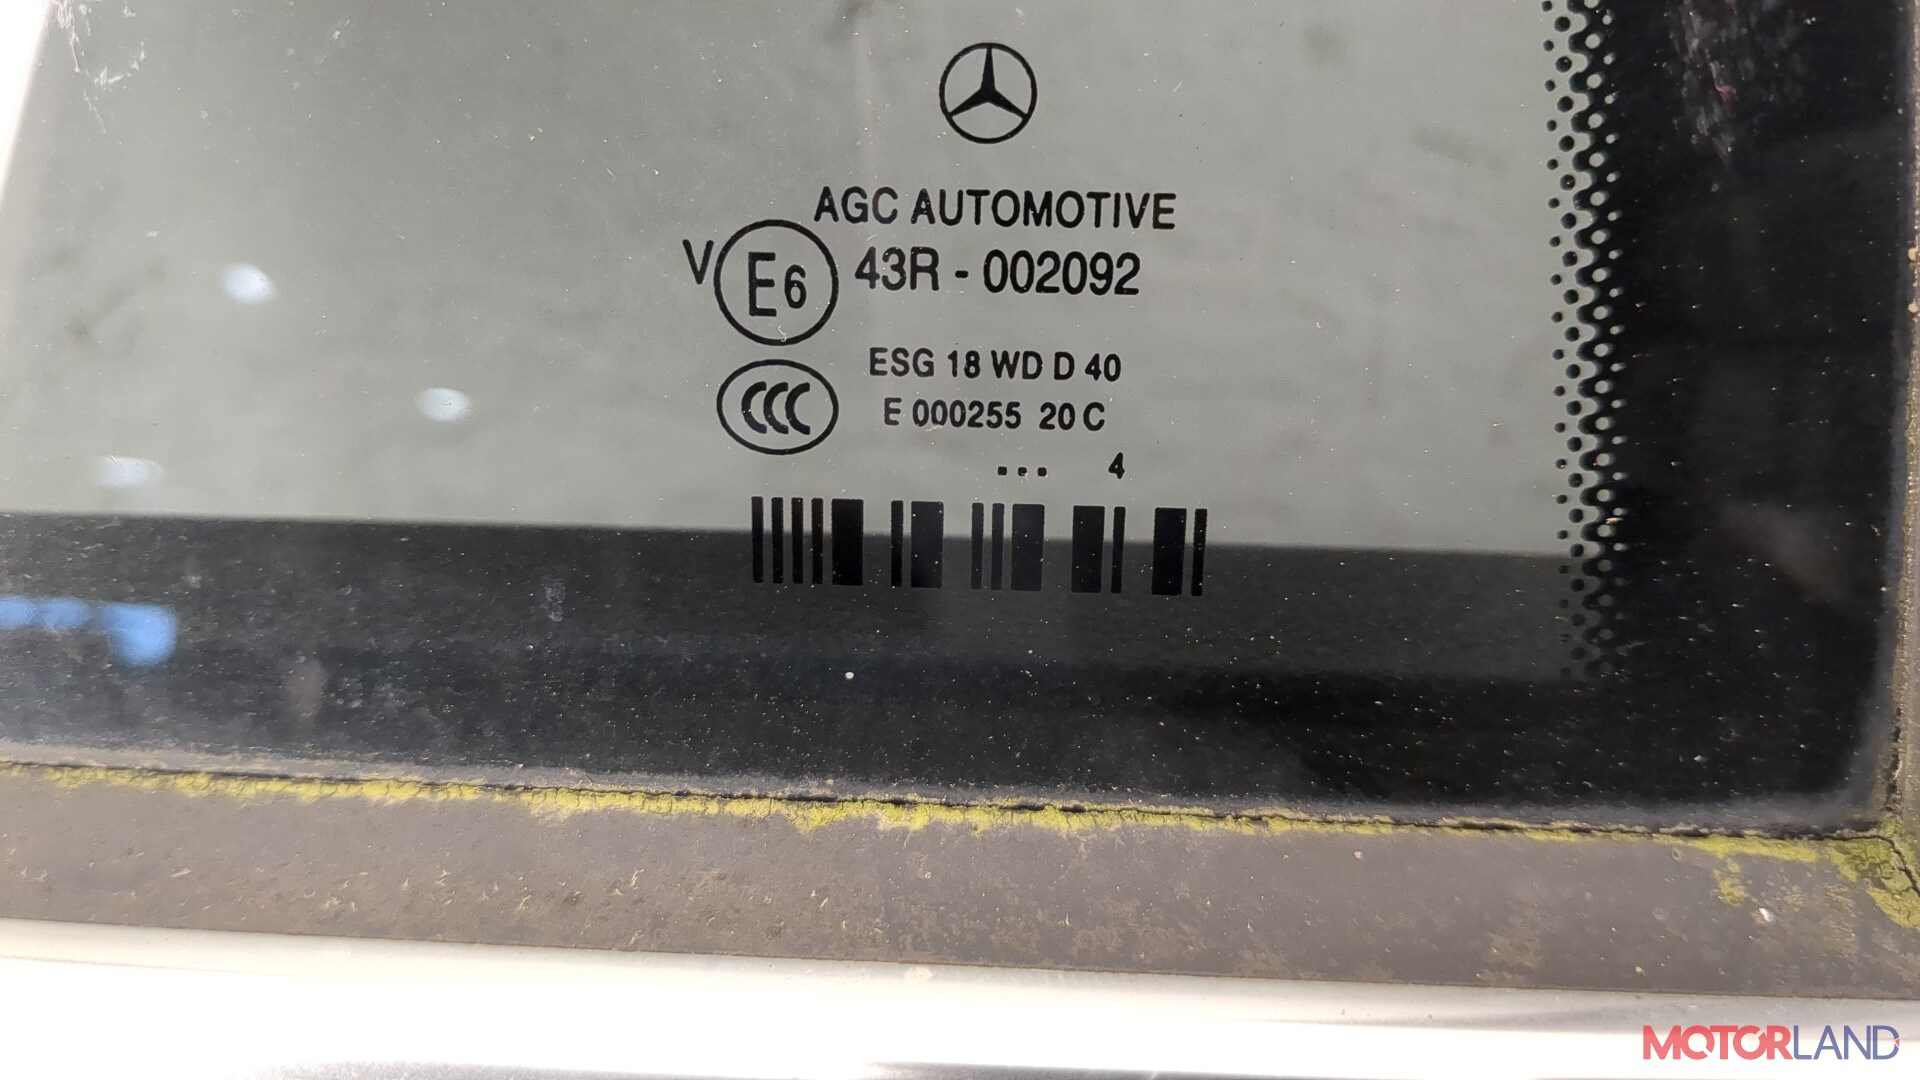 AGC AUTOMOTIVE
V E6 43R - 002092
ESG 18 WD D 40
CCC E 000255 20 C
... 4
MOTORLAND